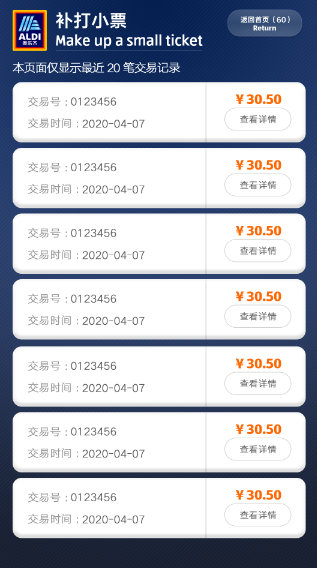 ALDI
奥乐齐
补打小票
Make up a small ticket
返回首页（60）
Return
本页面仅显示最近 20 笔交易记录
交易号：0123456
交易时间：2020-04-07
￥30.50
查看详情
交易号：0123456
交易时间：2020-04-07
￥30.50
查看详情
交易号：0123456
交易时间：2020-04-07
￥30.50
查看详情
交易号：0123456
交易时间：2020-04-07
￥30.50
查看详情
交易号：0123456
交易时间：2020-04-07
￥30.50
查看详情
交易号：0123456
交易时间：2020-04-07
￥30.50
查看详情
交易号：0123456
交易时间：2020-04-07
￥30.50
查看详情